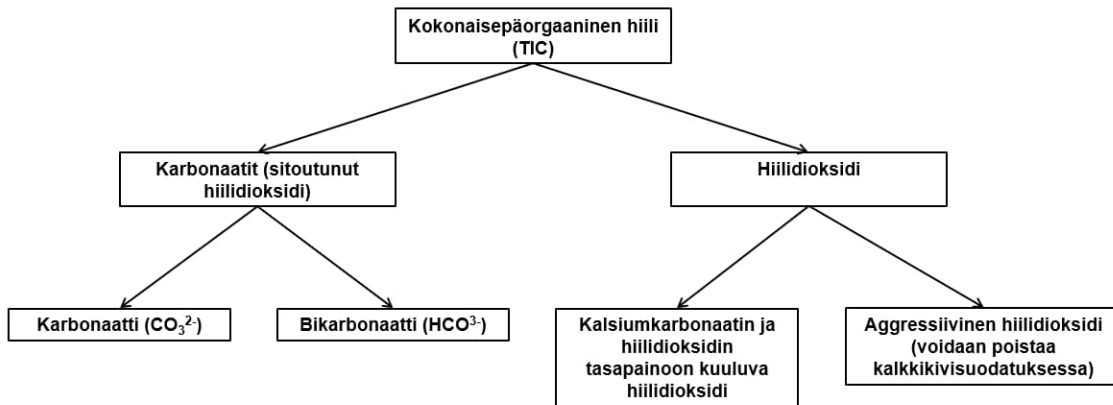 Kokonaisepäorgaaninen hiili
(TIC)
Karbonaatit (sitoutunut
hiilidioksidi)
Hiilidioksidi
Karbonaatti (CO₃²⁻)
Bikarbonaatti (HCO³⁻)
Kalsiumkarbonaatin ja
hiilidioksidin
tasapainoon kuuluva
hiilidioksidi
Aggressiivinen hiilidioksidi
(voidaan poistaa
kalkkikivisuodatuksessa)